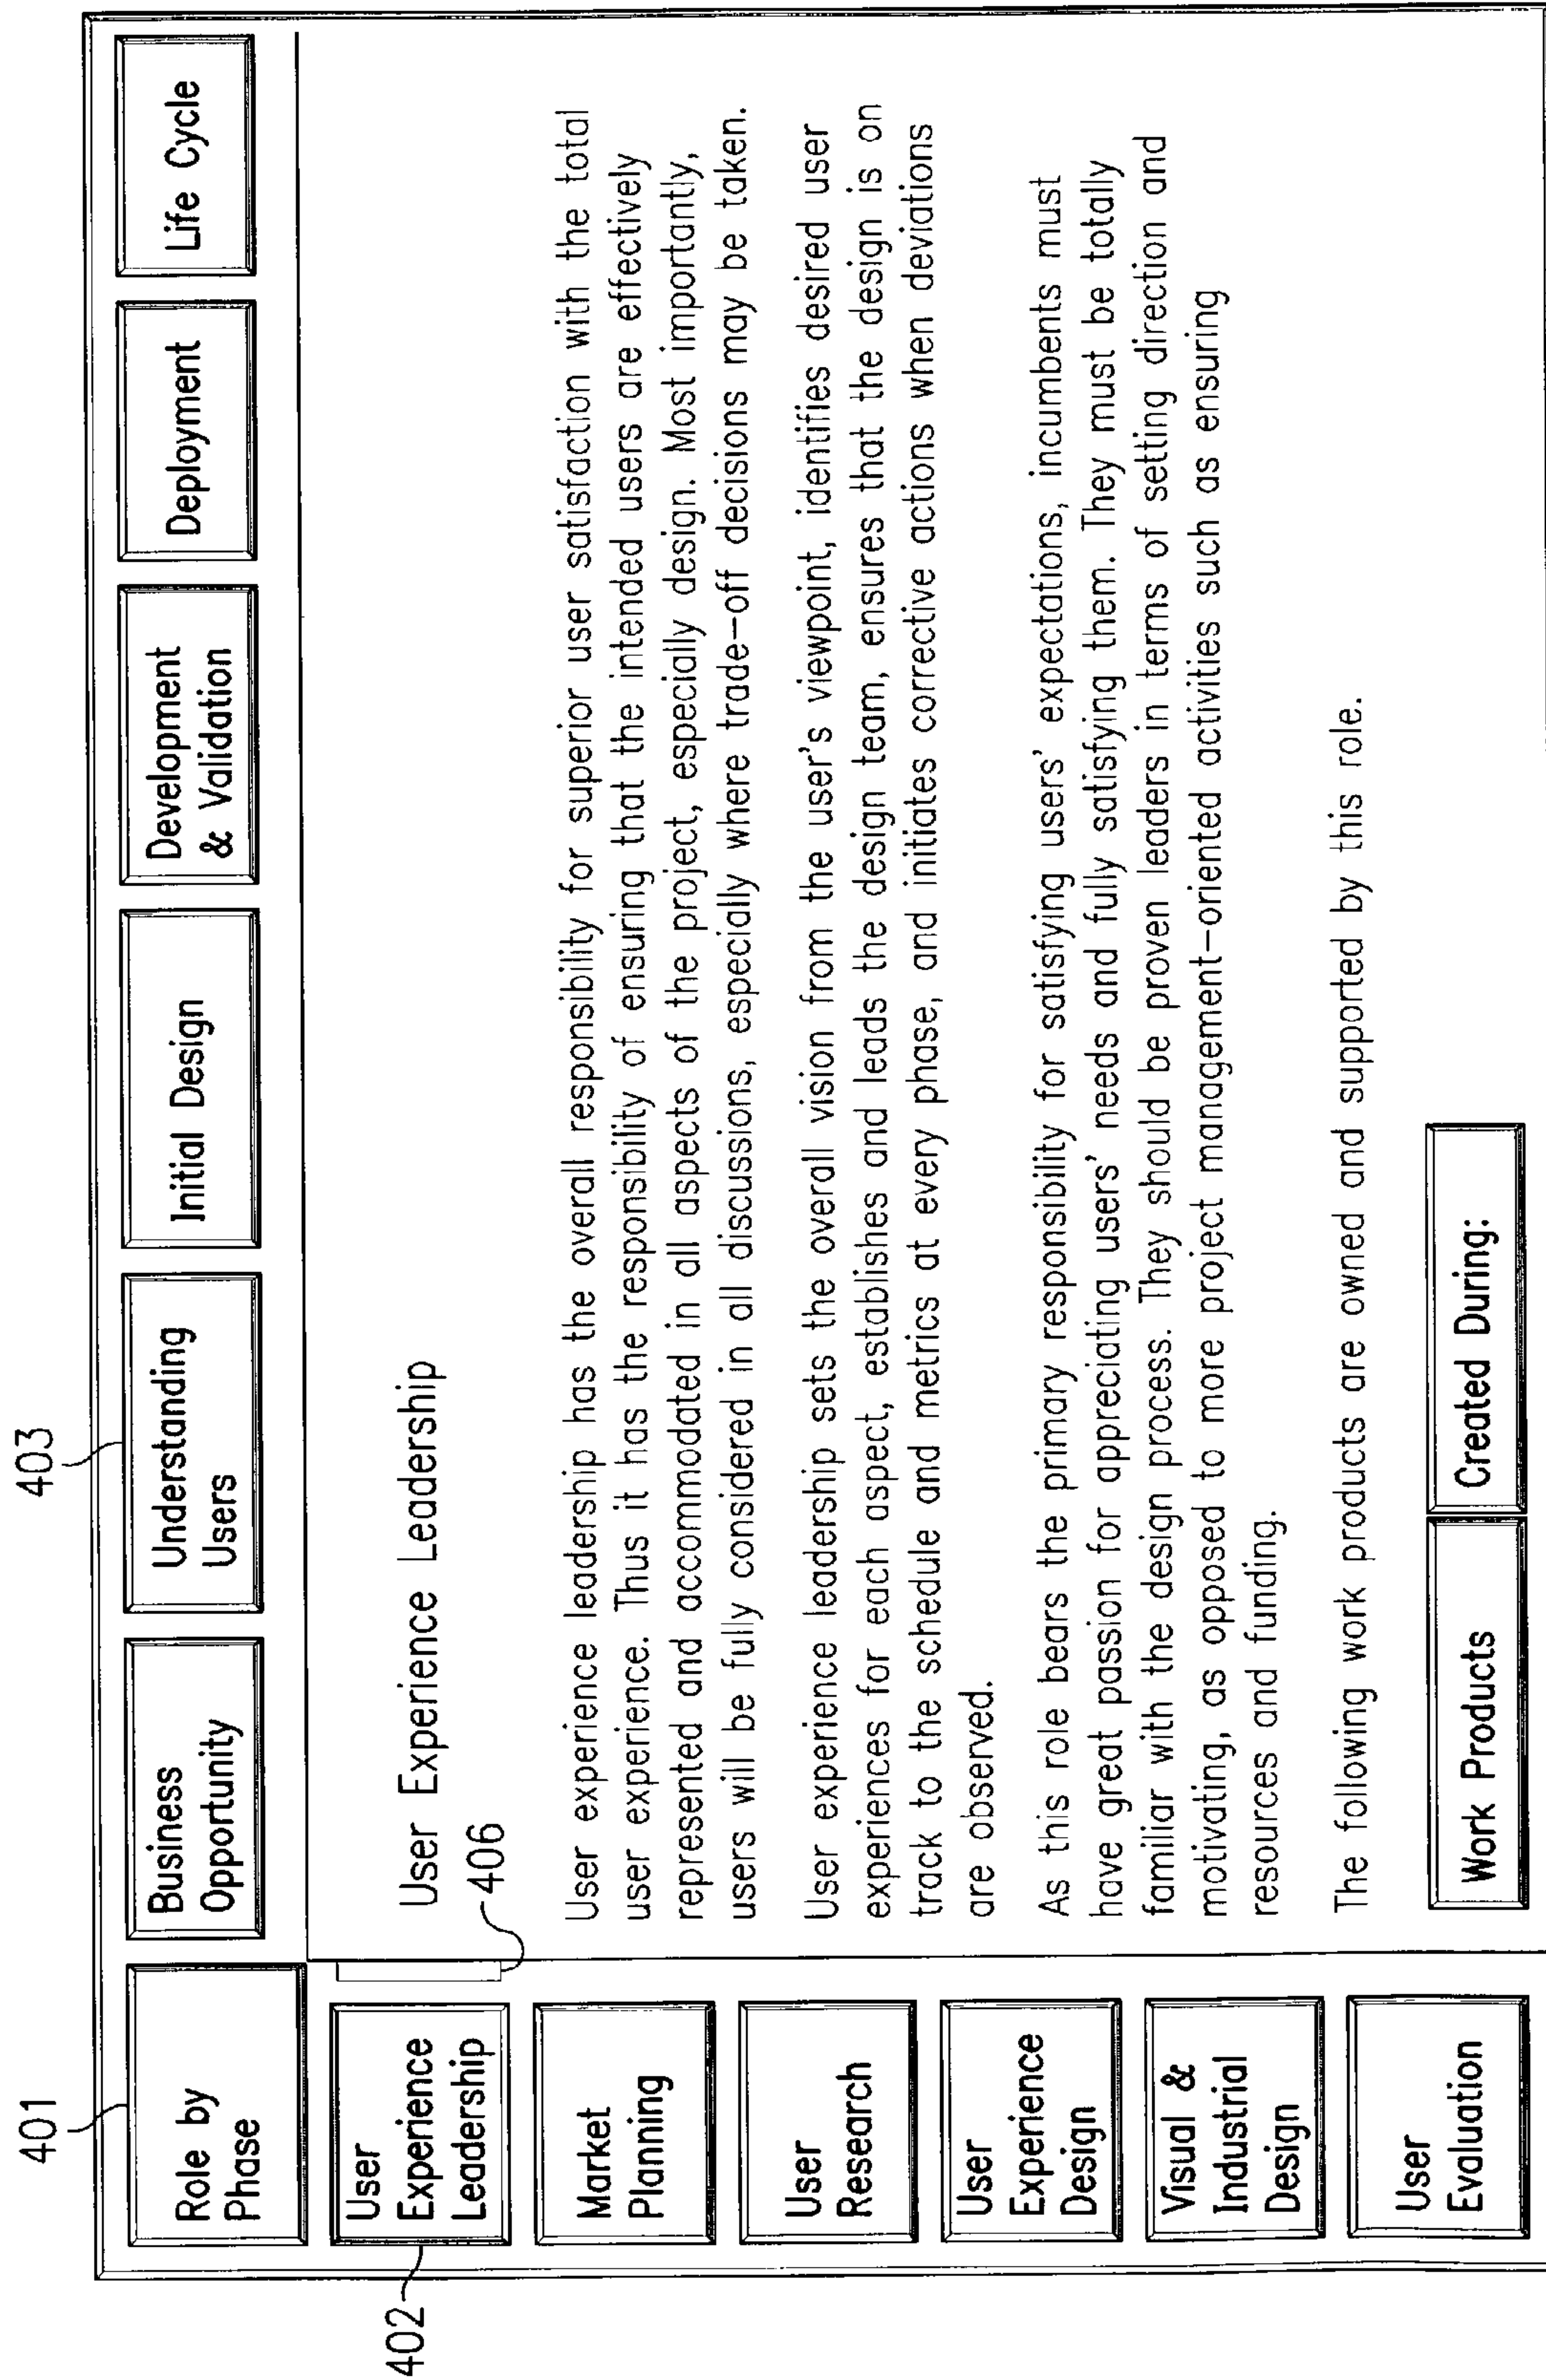 401
403
Role by
Phase
Business
Opportunity
Understanding
Users
Initial Design
Development
& Validation
Deployment
Life Cycle
402
User
Experience
Leadership
406
Market
Planning
User
Research
User
Experience
Design
Visual &
Industrial
Design
User
Evaluation
User Experience Leadership
User experience leadership has the overall responsibility for superior user satisfaction with the total
user experience. Thus it has the responsibility of ensuring that the intended users are effectively
represented and accommodated in all aspects of the project, especially design. Most importantly,
users will be fully considered in all discussions, especially where trade-off decisions may be taken.
User experience leadership sets the overall vision from the user's viewpoint, identifies desired user
experiences for each aspect, establishes and leads the design team, ensures that the design is on
track to the schedule and metrics at every phase, and initiates corrective actions when deviations
are observed.
As this role bears the primary responsibility for satisfying users' expectations, incumbents must
have great passion for appreciating users' needs and fully satisfying them. They must be totally
familiar with the design process. They should be proven leaders in terms of setting direction and
motivating, as opposed to more project management-oriented activities such as ensuring
resources and funding.
The following work products are owned and supported by this role.
Work Products
Created During: